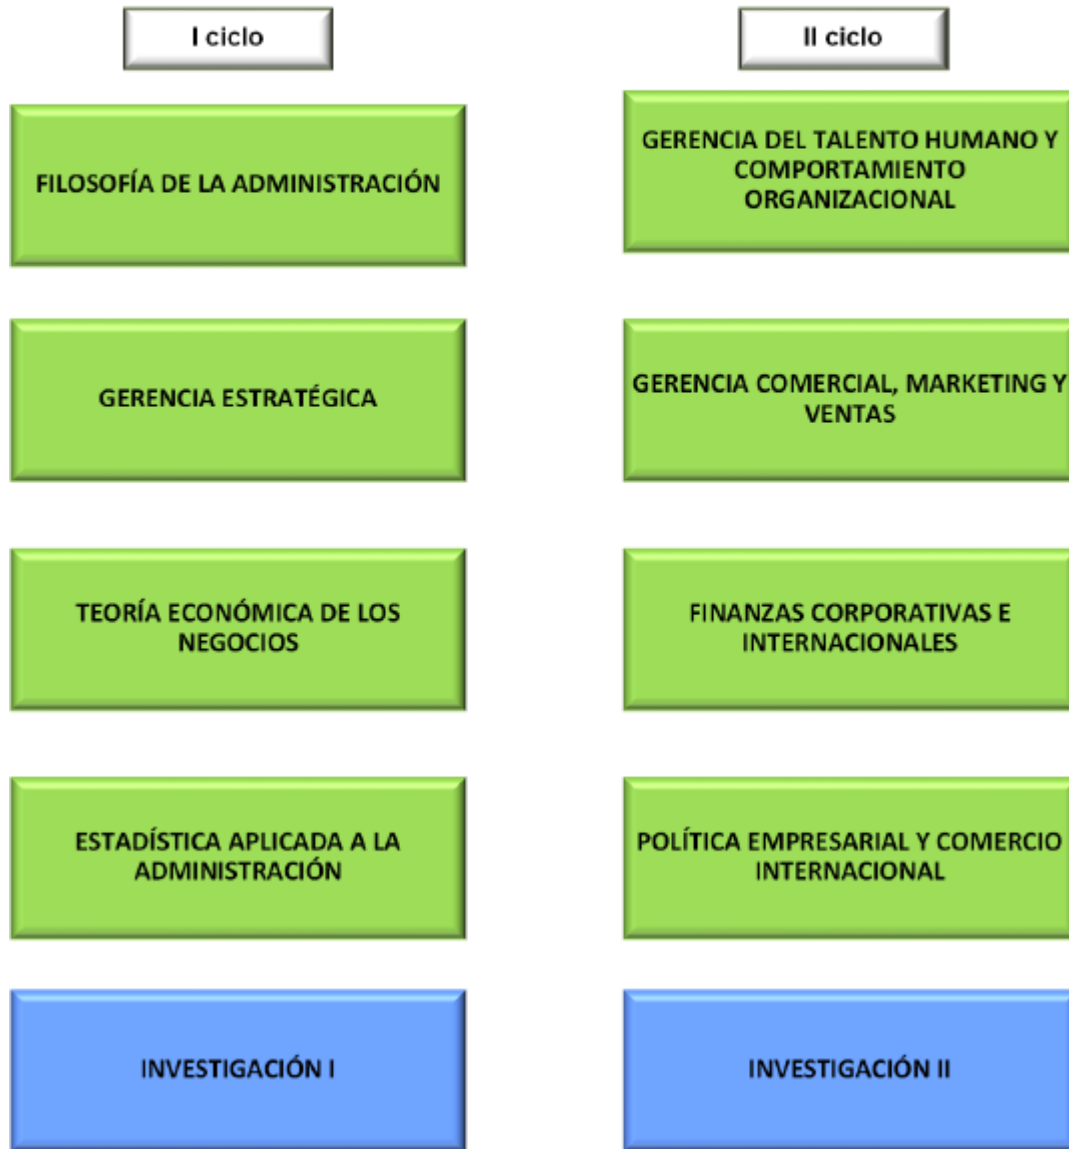 I ciclo
II ciclo
FILOSOFÍA DE LA ADMINISTRACIÓN
GERENCIA DEL TALENTO HUMANO Y
COMPORTAMIENTO
ORGANIZACIONAL
GERENCIA ESTRATÉGICA
GERENCIA COMERCIAL, MARKETING Y
VENTAS
TEORÍA ECONÓMICA DE LOS
NEGOCIOS
FINANZAS CORPORATIVAS E
INTERNACIONALES
ESTADÍSTICA APLICADA A LA
ADMINISTRACIÓN
POLÍTICA EMPRESARIAL Y COMERCIO
INTERNACIONAL
INVESTIGACIÓN I
INVESTIGACIÓN II